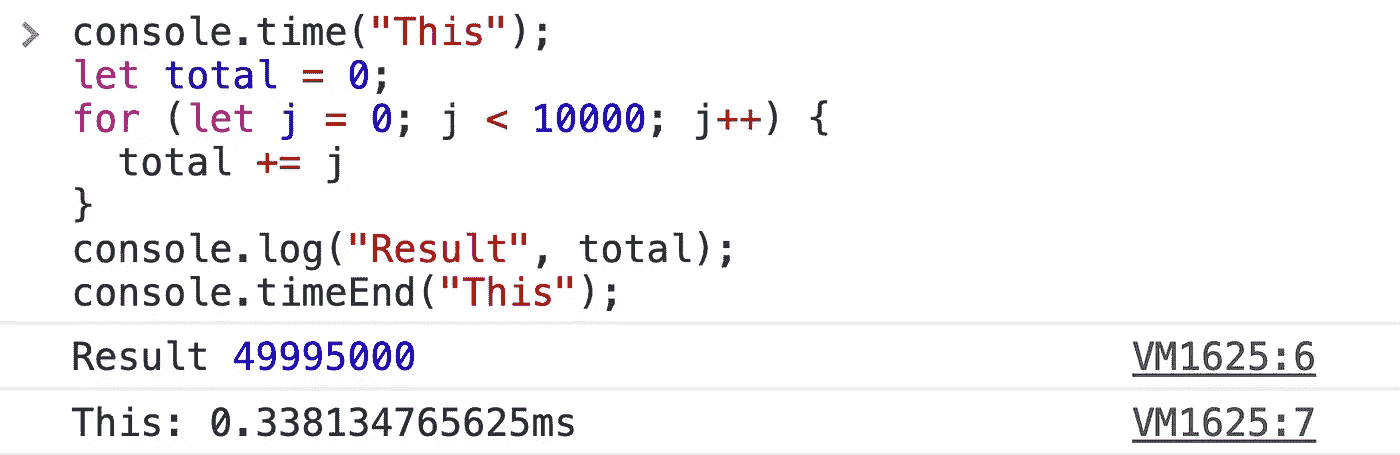 console.time("This");
let total = 0;
for (let j = 0; j < 10000; j++) {
  total += j
}
console.log("Result", total);
console.timeEnd("This");
Result 49995000 VM1625:6
This: 0.338134765625ms VM1625:7